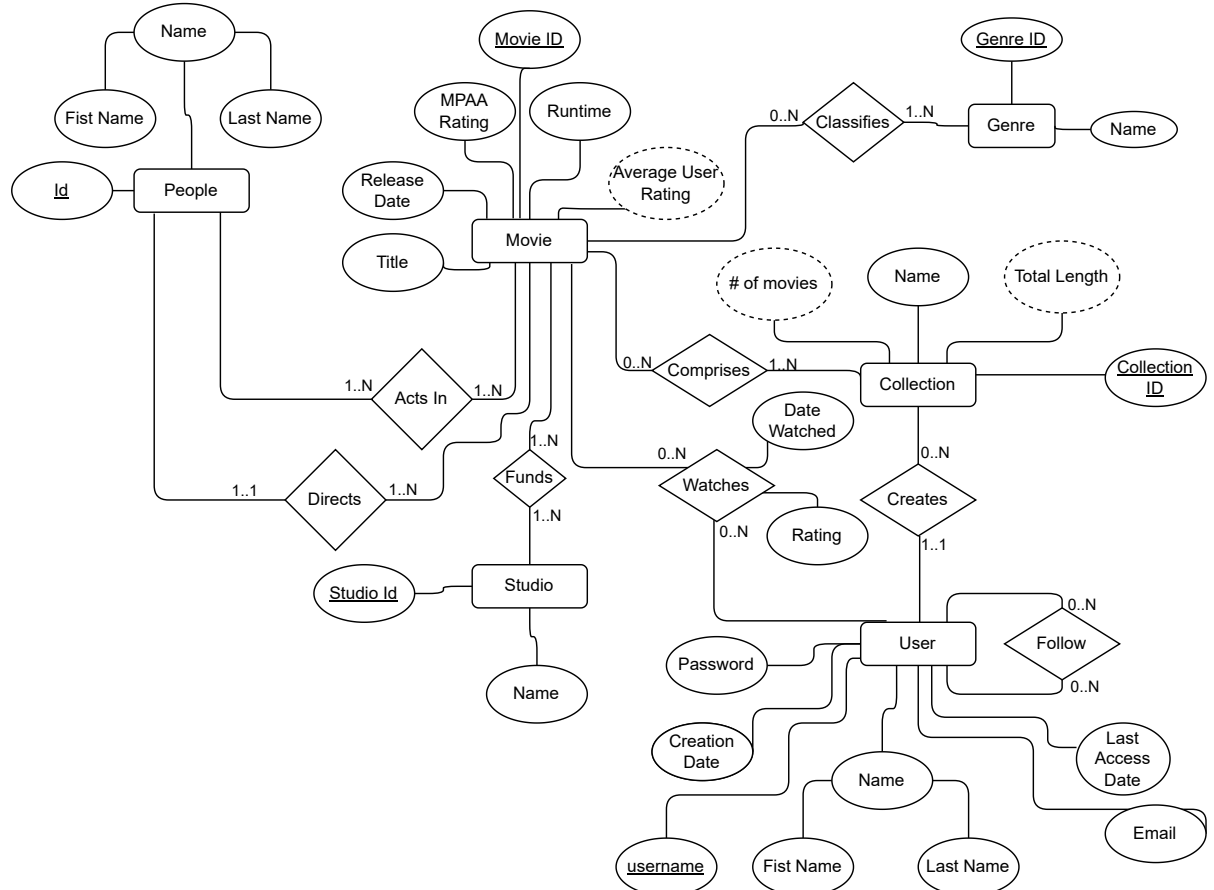 Name
Movie ID
Genre ID
MPAA
Rating
Runtime
Fist Name
Last Name
0..N
Classifies
1..N
Genre
Name
Average User
Rating
Id
People
Release
Date
Movie
Title
# of movies
Name
Total Length
0..N
Comprises
1..N
Collection
Collection
ID
1..N
Acts In
1..N
Date
Watched
1..N
0..N
0..N
Funds
Watches
Creates
1..1
Directs
1..N
1..N
0..N
Rating
1..1
Studio Id
Studio
0..N
User
Follow
0..N
Password
Name
Creation
Date
Last
Access
Date
Name
Email
username
Fist Name
Last Name